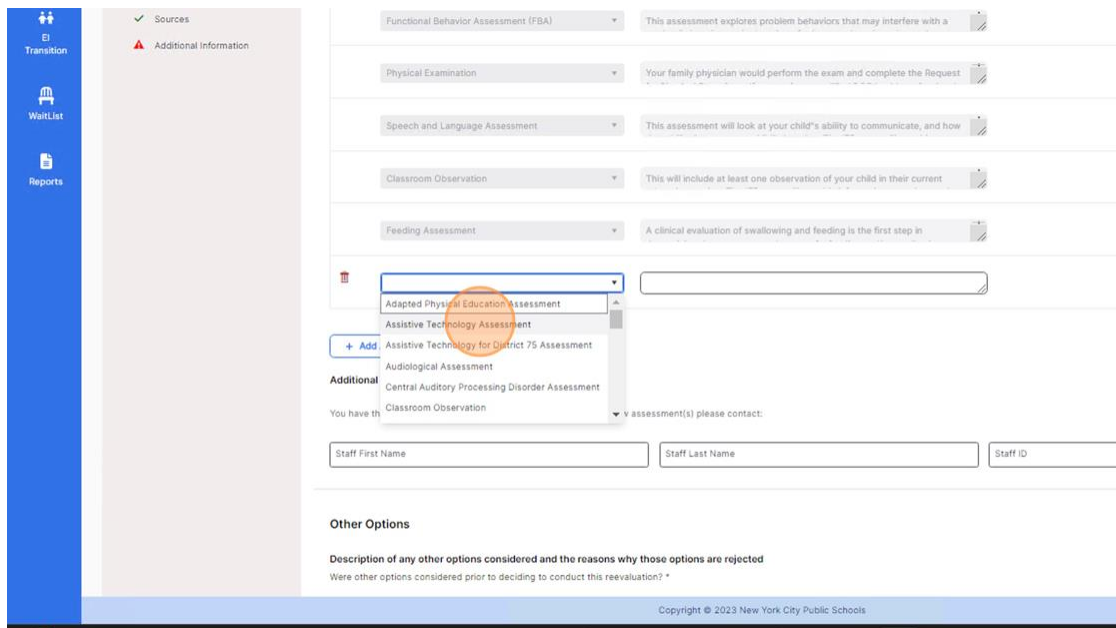 EI
Transition
WaitList
Reports
Sources
Additional Information
Functional Behavior Assessment (FBA)
This assessment explores problem behaviors that may interfere with a
Physical Examination
Your family physician would perform the exam and complete the Request
Speech and Language Assessment
This assessment will look at your child"s ability to communicate, and how
Classroom Observation
This will include at least one observation of your child in their current
Feeding Assessment
A clinical evaluation of swallowing and feeding is the first step in
Adapted Physical Education Assessment
Assistive Technology Assessment
+ Add
Assistive Technology for District 75 Assessment
Audiological Assessment
Additional
Central Auditory Processing Disorder Assessment
Classroom Observation
You have th
w assessment(s) please contact:
Staff First Name
Staff Last Name
Staff ID
Other Options
Description of any other options considered and the reasons why those options are rejected
Were other options considered prior to deciding to conduct this reevaluation? *
Copyright © 2023 New York City Public Schools